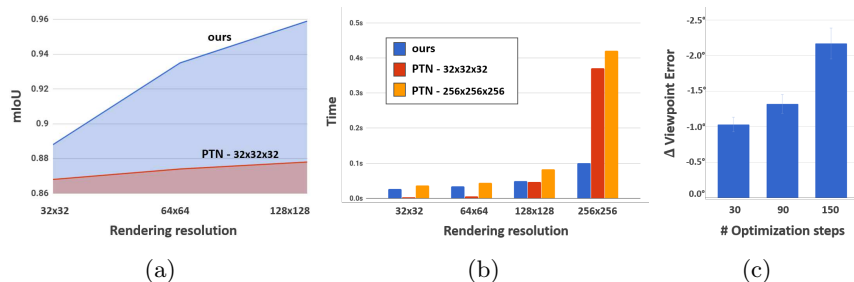 0.96
0.94
0.92
0.9
0.88
0.86
mIoU
ours
PTN - 32x32x32
32x32
64x64
128x128
Rendering resolution
(a)
0.5s
0.4s
0.3s
0.2s
0.1s
0.0s
Time
ours
PTN - 32x32x32
PTN - 256x256x256
32x32
64x64
128x128
256x256
Rendering resolution
(b)
-2.5°
-2.0°
-1.5°
-1.0°
-0.5°
0.0°
Δ Viewpoint Error
30
90
150
# Optimization steps
(c)